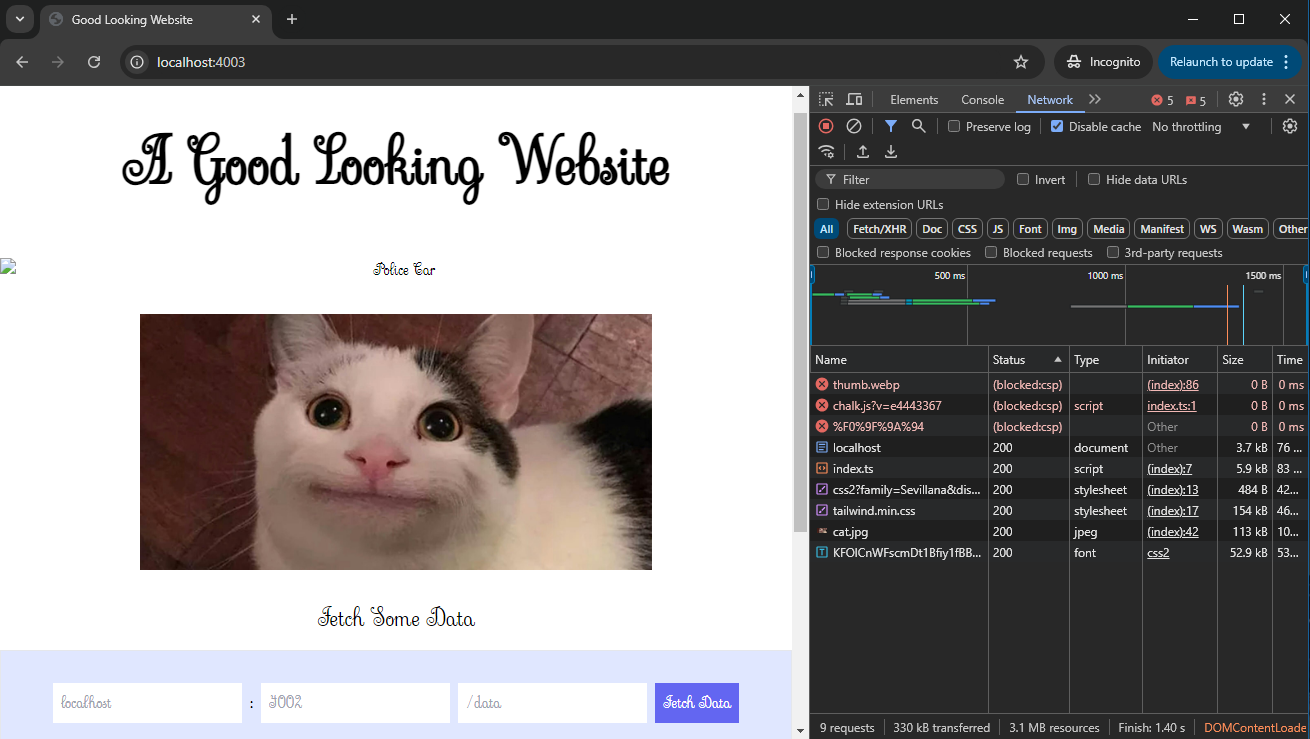 Good Looking Website
localhost:4003
Incognito
Relaunch to update
A Good Looking Website
Police Car
Fetch Some Data
localhost
:
4002
/data
Fetch Data
Elements
Console
Network
5
5
Preserve log
Disable cache
No throttling
Filter
Invert
Hide data URLs
Hide extension URLs
All
Fetch/XHR
Doc
CSS
JS
Font
Img
Media
Manifest
WS
Wasm
Other
Blocked response cookies
Blocked requests
3rd-party requests
500 ms
1000 ms
1500 ms
Name Status Type Initiator Size Time
thumb.webp (blocked:csp) (index):86 0 B 0 ms
chalk.js?v=e4443367 (blocked:csp) script index.ts:1 0 B 0 ms
%F0%9F%9A%94 (blocked:csp) Other 0 B 0 ms
localhost 200 document Other 3.7 kB 76 ...
index.ts 200 script (index):7 5.9 kB 83 ...
css2?family=Sevillana&dis... 200 stylesheet (index):13 484 B 42...
tailwind.min.css 200 stylesheet (index):17 154 kB 46...
cat.jpg 200 jpeg (index):42 113 kB 10...
KFOlCnWFscmDt1Bfiy1fBB... 200 font css2 52.9 kB 53...
9 requests
330 kB transferred
3.1 MB resources
Finish: 1.40 s
DOMContentLoade